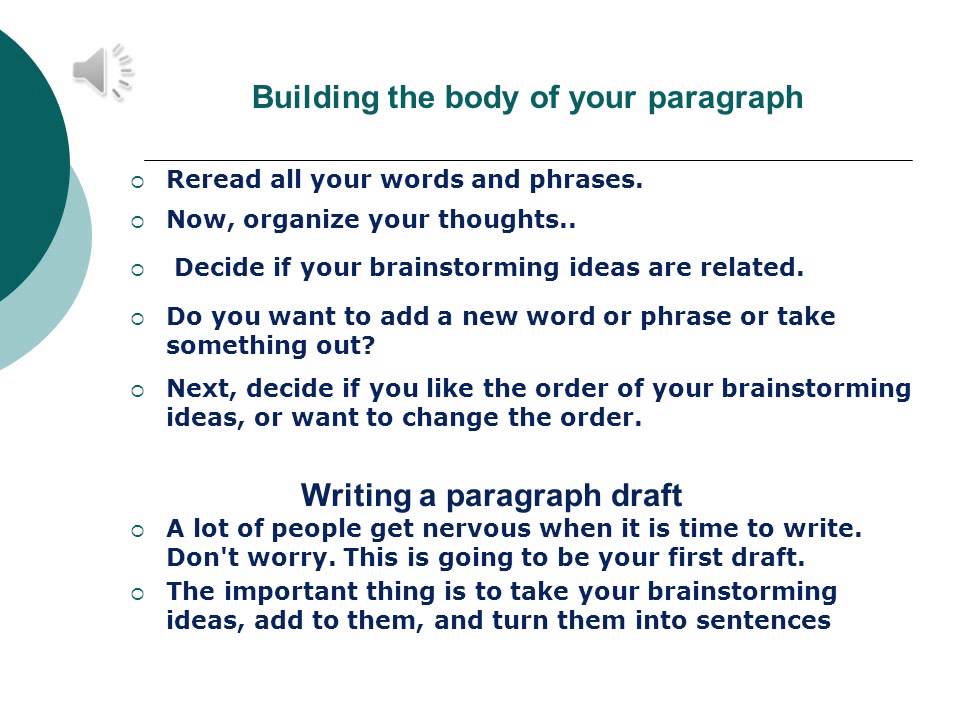 Building the body of your paragraph
Reread all your words and phrases.
Now, organize your thoughts..
Decide if your brainstorming ideas are related.
Do you want to add a new word or phrase or take
something out?
Next, decide if you like the order of your brainstorming
ideas, or want to change the order.
Writing a paragraph draft
A lot of people get nervous when it is time to write.
Don't worry. This is going to be your first draft.
The important thing is to take your brainstorming
ideas, add to them, and turn them into sentences